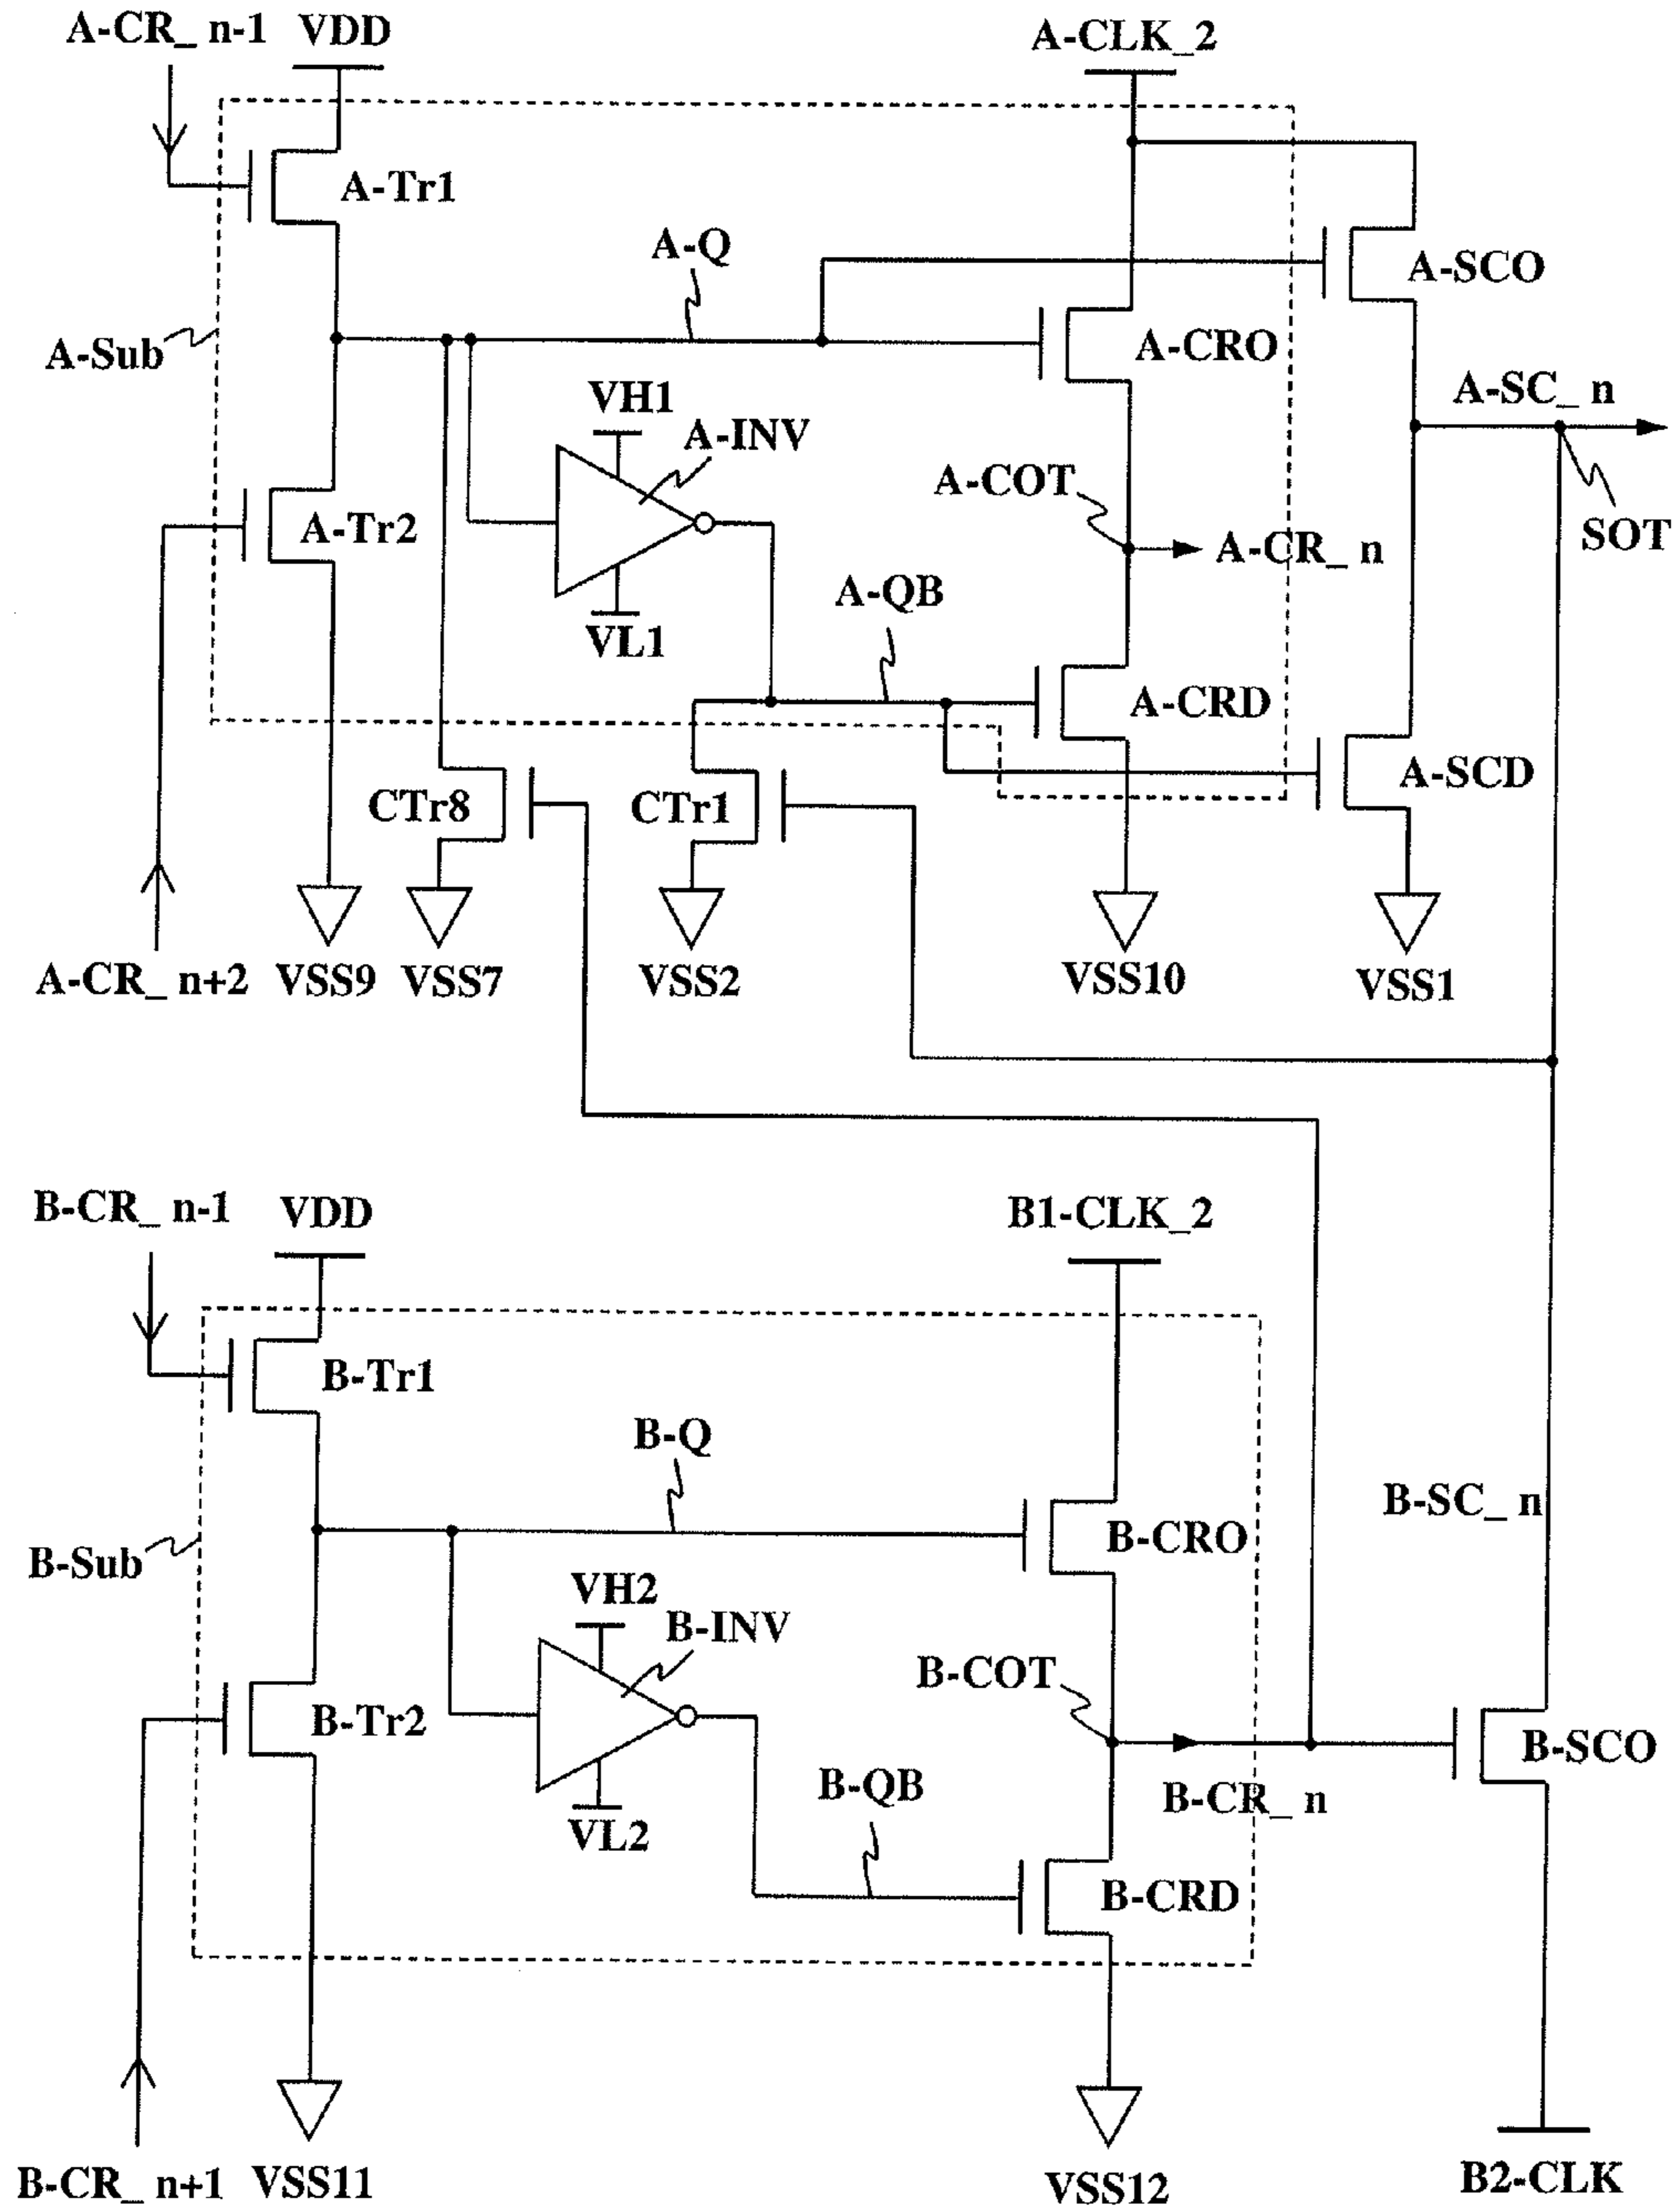 A-CR_ n-1
VDD
A-CLK_2
A-Tr1
A-Q
A-SCO
A-Sub
A-CRO
VH1
A-INV
A-SC_ n
A-COT
A-Tr2
SOT
A-CR_ n
A-QB
VL1
A-CRD
A-SCD
CTr8
CTr1
A-CR_ n+2
VSS9
VSS7
VSS2
VSS10
VSS1
B-CR_ n-1
VDD
B1-CLK_2
B-Tr1
B-Q
B-SC_ n
B-CRO
B-Sub
VH2
B-INV
B-COT
B-Tr2
B-SCO
B-QB
B-CR_ n
VL2
B-CRD
B-CR_ n+1
VSS11
VSS12
B2-CLK